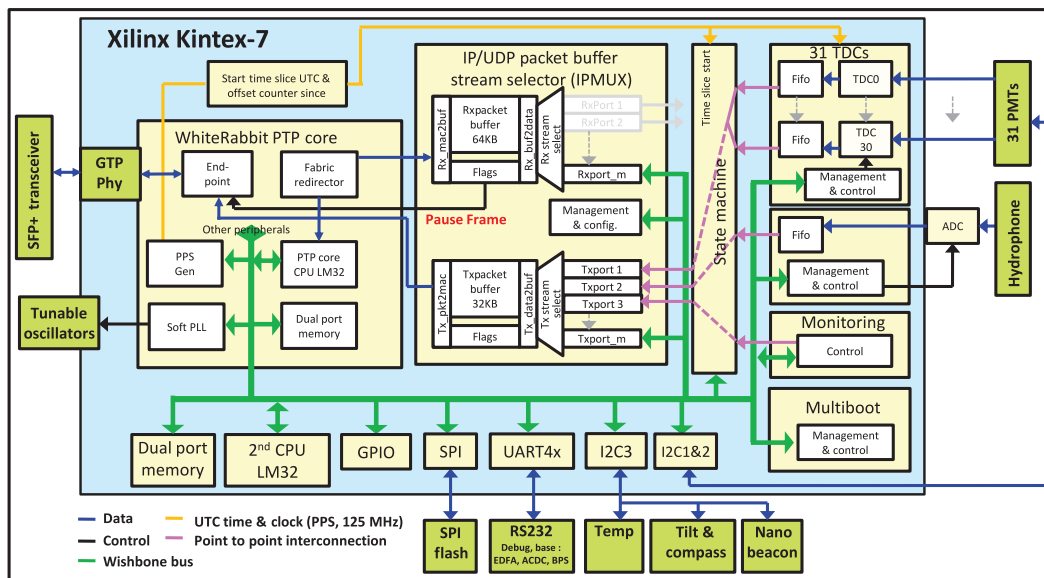 Xilinx Kintex-7
Start time slice UTC &
offset counter since
IP/UDP packet buffer
stream selector (IPMUX)
31 TDCs
Fifo
TDC0
Fifo
TDC
30
Management
& control
31 PMTs
SFP+ transceiver
GTP
Phy
WhiteRabbit PTP core
End-
point
Fabric
redirector
Other peripherals
PPS
Gen
PTP core
CPU LM32
Soft PLL
Dual port
memory
Tunable
oscillators
Rx_mac2buf
Rxpacket
buffer
64KB
Flags
Rx_buf2data
Rx stream
select
RxPort 1
RxPort 2
Rxport_m
Pause Frame
Management
& config.
Tx_pkt2mac
Txpacket
buffer
32KB
Flags
Tx_data2buf
Tx stream
select
Txport 1
Txport 2
Txport 3
Txport_m
Time slice start
State machine
Fifo
Management
& control
ADC
Hydrophone
Monitoring
Control
Multiboot
Management
& control
Dual port
memory
2nd CPU
LM32
GPIO
SPI
UART4x
I2C3
I2C1&2
Data
Control
Wishbone bus
UTC time & clock (PPS, 125 MHz)
Point to point interconnection
SPI
flash
RS232
Debug, base :
EDFA, ACDC, BPS
Temp
Tilt &
compass
Nano
beacon